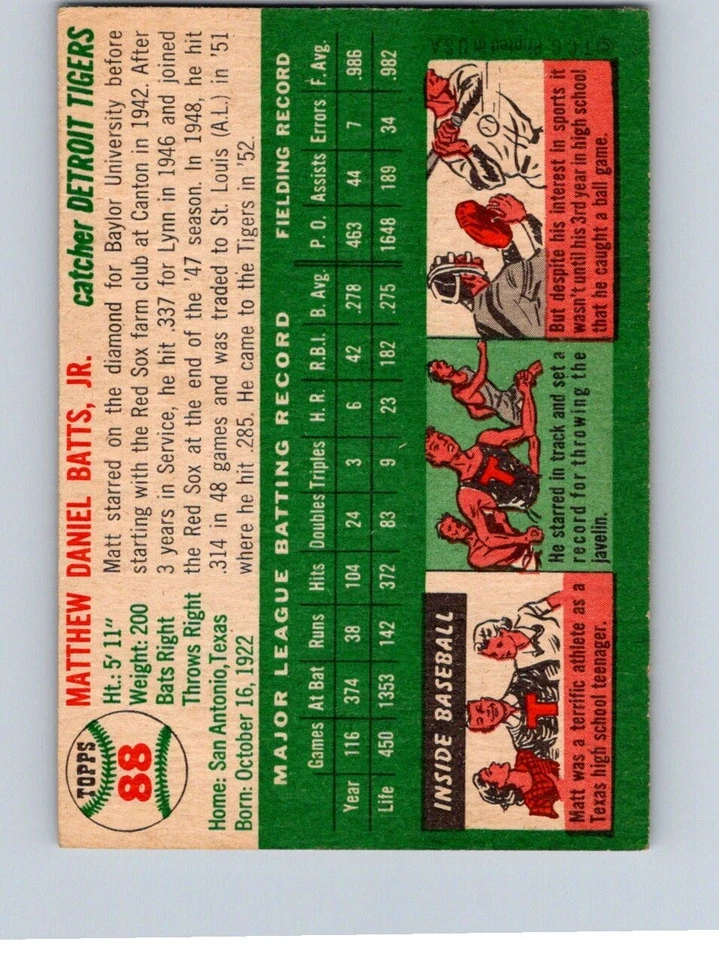 TOPPS
88
MATTHEW DANIEL BATTS, JR. catcher DETROIT TIGERS
Ht.: 5' 11"
Weight: 200
Bats Right
Throws Right
Home: San Antonio, Texas
Born: October 16, 1922
Matt starred on the diamond for Baylor University before
starting with the Red Sox farm club at Canton in 1942. After
3 years in Service, he hit .337 for Lynn in 1946 and joined
the Red Sox at the end of the '47 season. In 1948, he hit
.314 in 48 games and was traded to St. Louis (A.L.) in '51
where he hit .285. He came to the Tigers in '52.
MAJOR LEAGUE BATTING RECORD FIELDING RECORD
Games At Bat Runs Hits Doubles Triples H. R. R.B.I. B. Avg. P. O. Assists Errors F. Avg.
Year 116 374 38 104 24 3 6 42 .278 463 44 7 .986
Life 450 1353 142 372 83 9 23 182 .275 1648 189 34 .982
INSIDE BASEBALL
T
Matt was a terrific athlete as a
Texas high school teenager.
T
He starred in track and set a
record for throwing the
javelin.
But despite his interest in sports it
wasn't until his 3rd year in high school
that he caught a ball game.
©T.C.G. Printed in U.S.A.